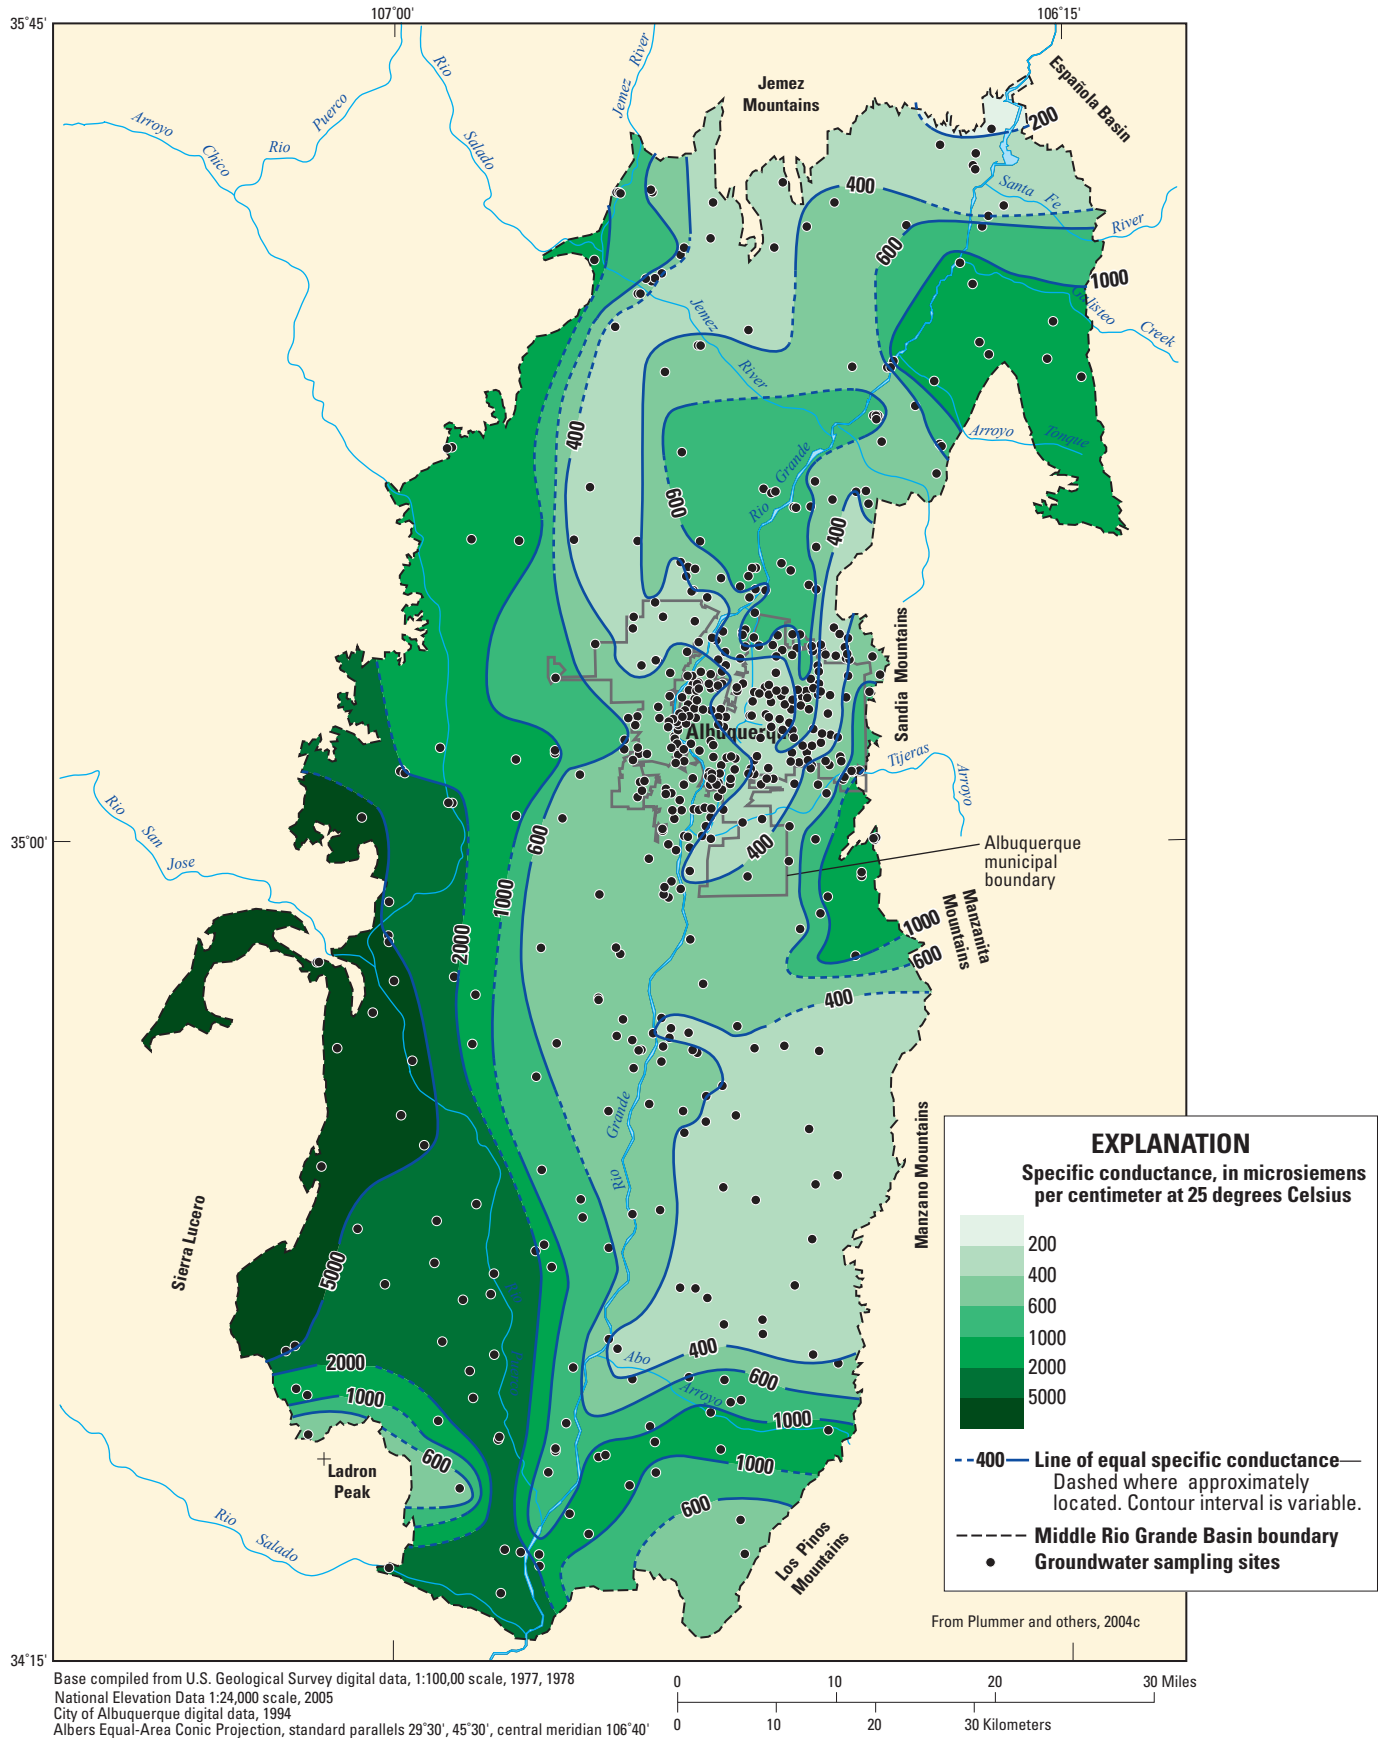 107°00'
106°15'
35°45'
35°00'
34°15'
Jemez
Mountains
Española Basin
Rio
Puerco
Arroyo
Chico
Rio
Salado
Jemez River
200
400
600
1000
Santa Fe
River
Galisteo
Creek
Jemez
River
Arroyo
Tonque
400
600
Rio Grande
400
Sandia Mountains
Albuquerque
Tijeras
Arroyo
Rio
San
Jose
600
400
Albuquerque
municipal
boundary
1000
2000
Manzanita
Mountains
1000
600
400
Rio Grande
Manzano Mountains
Sierra Lucero
5000
Rio
Puerco
2000
1000
600
Ladron
Peak
400
Abo
Arroyo
600
1000
1000
600
Rio
Salado
Los Pinos
Mountains
EXPLANATION
Specific conductance, in microsiemens
per centimeter at 25 degrees Celsius
200
400
600
1000
2000
5000
400 Line of equal specific conductance—
Dashed where approximately
located. Contour interval is variable.
Middle Rio Grande Basin boundary
Groundwater sampling sites
From Plummer and others, 2004c
Base compiled from U.S. Geological Survey digital data, 1:100,00 scale, 1977, 1978
National Elevation Data 1:24,000 scale, 2005
City of Albuquerque digital data, 1994
Albers Equal-Area Conic Projection, standard parallels 29°30', 45°30', central meridian 106°40'
0 10 20 30 Miles
0 10 20 30 Kilometers